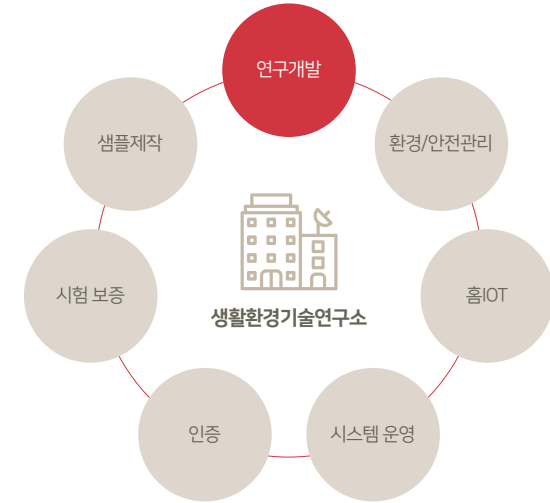 연구개발
샘플제작
환경/안전관리
시험 보증
홈IOT
생활환경기술연구소
인증
시스템 운영